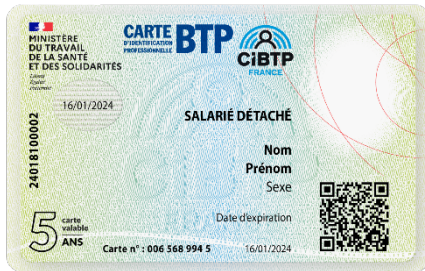 MINISTÈRE
DU TRAVAIL
DE LA SANTÉ
ET DES SOLIDARITÉS
Liberté
Égalité
Fraternité
CARTE
D'IDENTIFICATION
PROFESSIONNELLE
BTP
CiBTP
FRANCE
16/01/2024
SALARIÉ DÉTACHÉ
24018100002
Nom
Prénom
Sexe
Date d'expiration
5 carte
valable
ANS
Carte n° : 006 568 994 5
16/01/2024